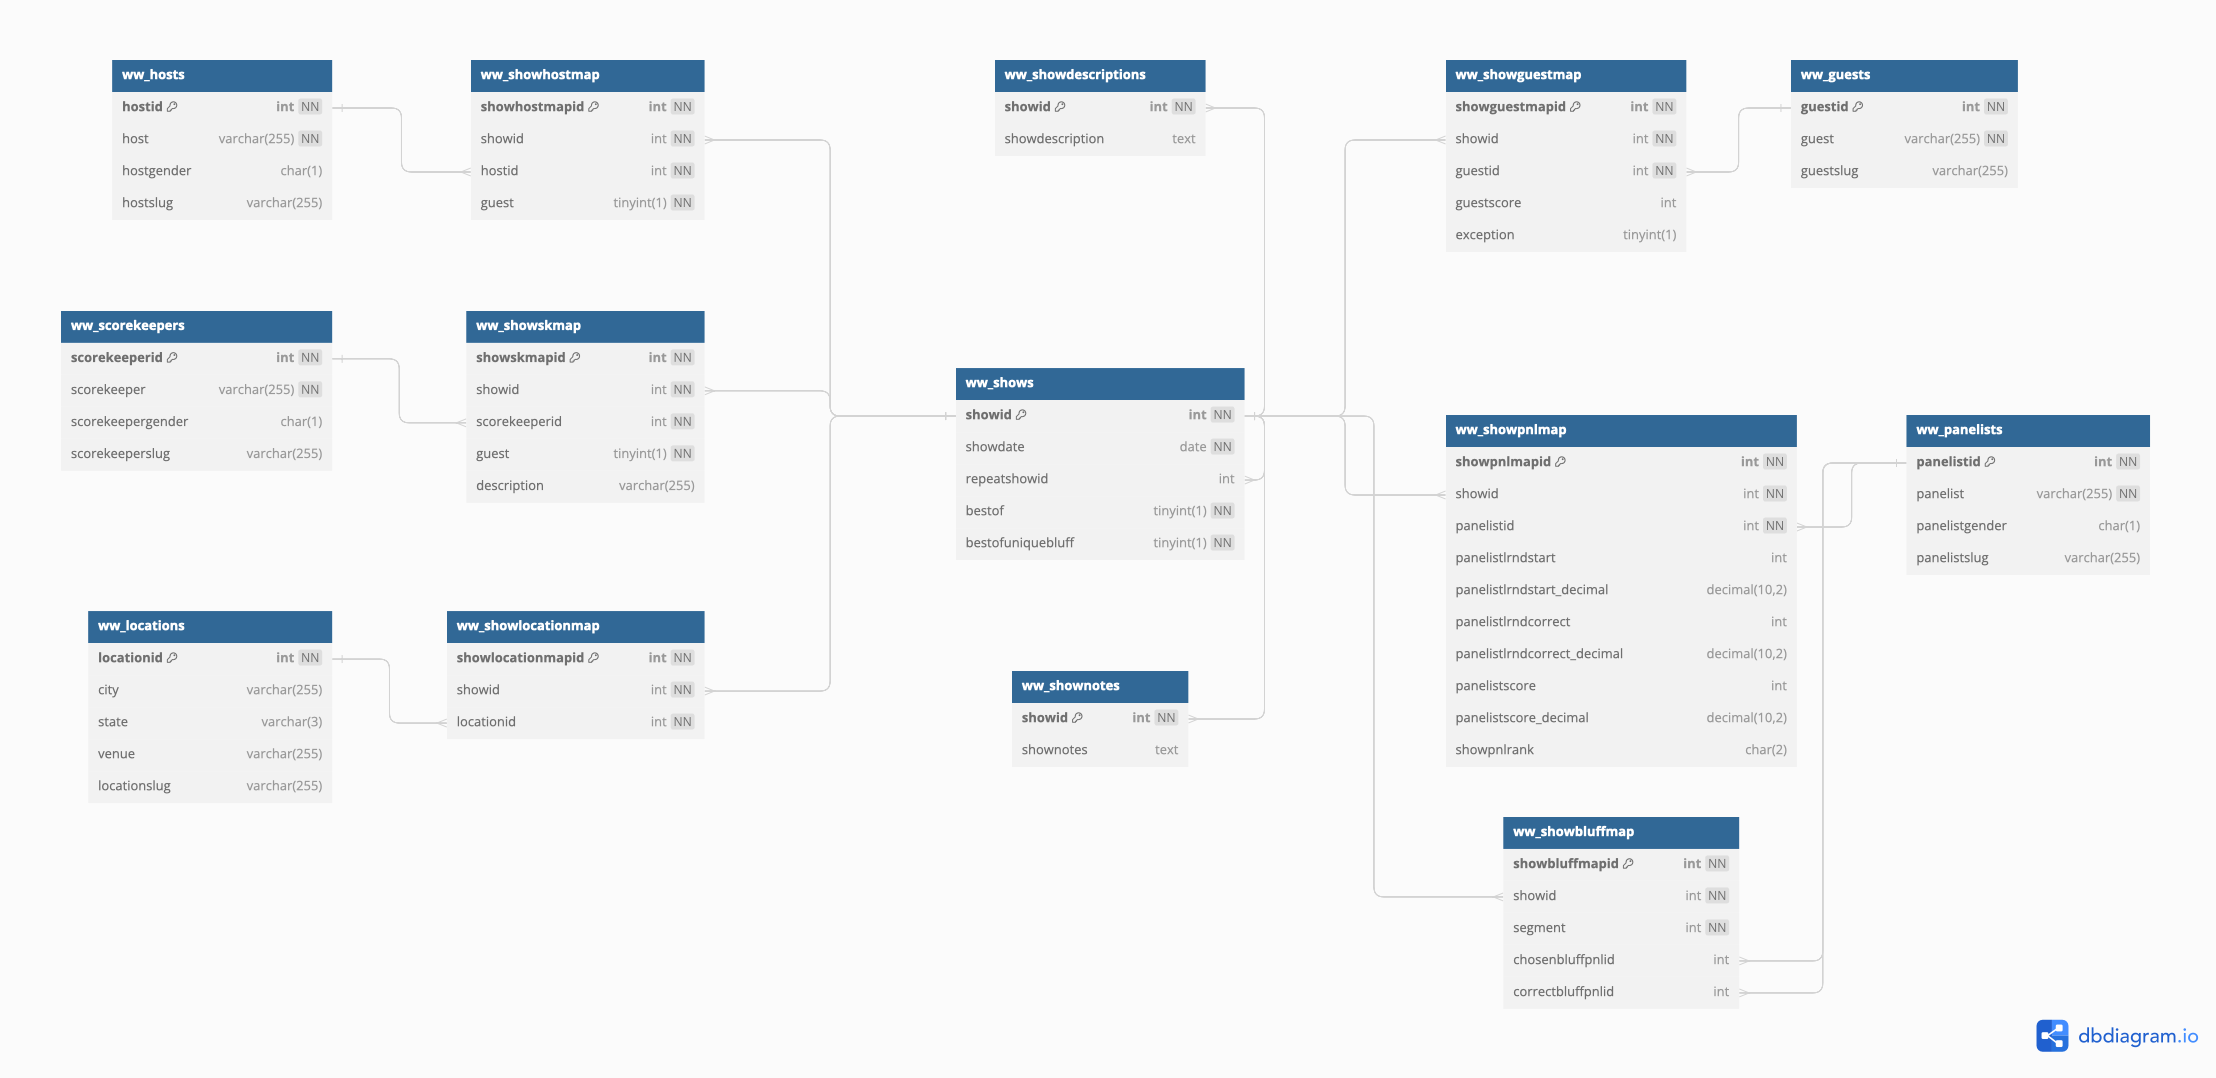 ww_hosts
hostid int NN
host varchar(255) NN
hostgender char(1)
hostslug varchar(255)
ww_showhostmap
showhostmapid int NN
showid int NN
hostid int NN
guest tinyint(1) NN
ww_showdescriptions
showid int NN
showdescription text
ww_showguestmap
showguestmapid int NN
showid int NN
guestid int NN
guestscore int
exception tinyint(1)
ww_guests
guestid int NN
guest varchar(255) NN
guestslug varchar(255)
ww_scorekeepers
scorekeeperid int NN
scorekeeper varchar(255) NN
scorekeepergender char(1)
scorekeeperslug varchar(255)
ww_showskmap
showskmapid int NN
showid int NN
scorekeeperid int NN
guest tinyint(1) NN
description varchar(255)
ww_shows
showid int NN
showdate date NN
repeatshowid int
bestof tinyint(1) NN
bestofuniquebluff tinyint(1) NN
ww_showpnlmap
showpnlmapid int NN
showid int NN
panelistid int NN
panelistlrndstart int
panelistlrndstart_decimal decimal(10,2)
panelistlrndcorrect int
panelistlrndcorrect_decimal decimal(10,2)
panelistscore int
panelistscore_decimal decimal(10,2)
showpnlrank char(2)
ww_panelists
panelistid int NN
panelist varchar(255) NN
panelistgender char(1)
panelistslug varchar(255)
ww_locations
locationid int NN
city varchar(255)
state varchar(3)
venue varchar(255)
locationslug varchar(255)
ww_showlocationmap
showlocationmapid int NN
showid int NN
locationid int NN
ww_shownotes
showid int NN
shownotes text
ww_showbluffmap
showbluffmapid int NN
showid int NN
segment int NN
chosenbluffpnlid int
correctbluffpnlid int
dbdiagram.io